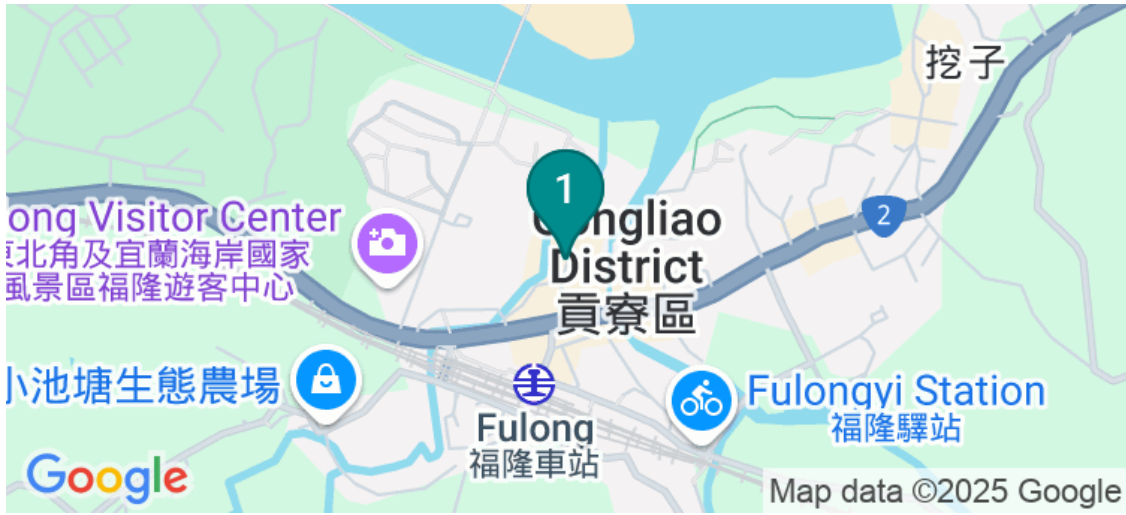 挖子
2
1
ong Visitor Center
東北角及宜蘭海岸國家
風景區福隆遊客中心
Gongliao
District
貢寮區
小池塘生態農場
Fulong
福隆車站
Fulongyi Station
福隆驛站
Google
Map data ©2025 Google